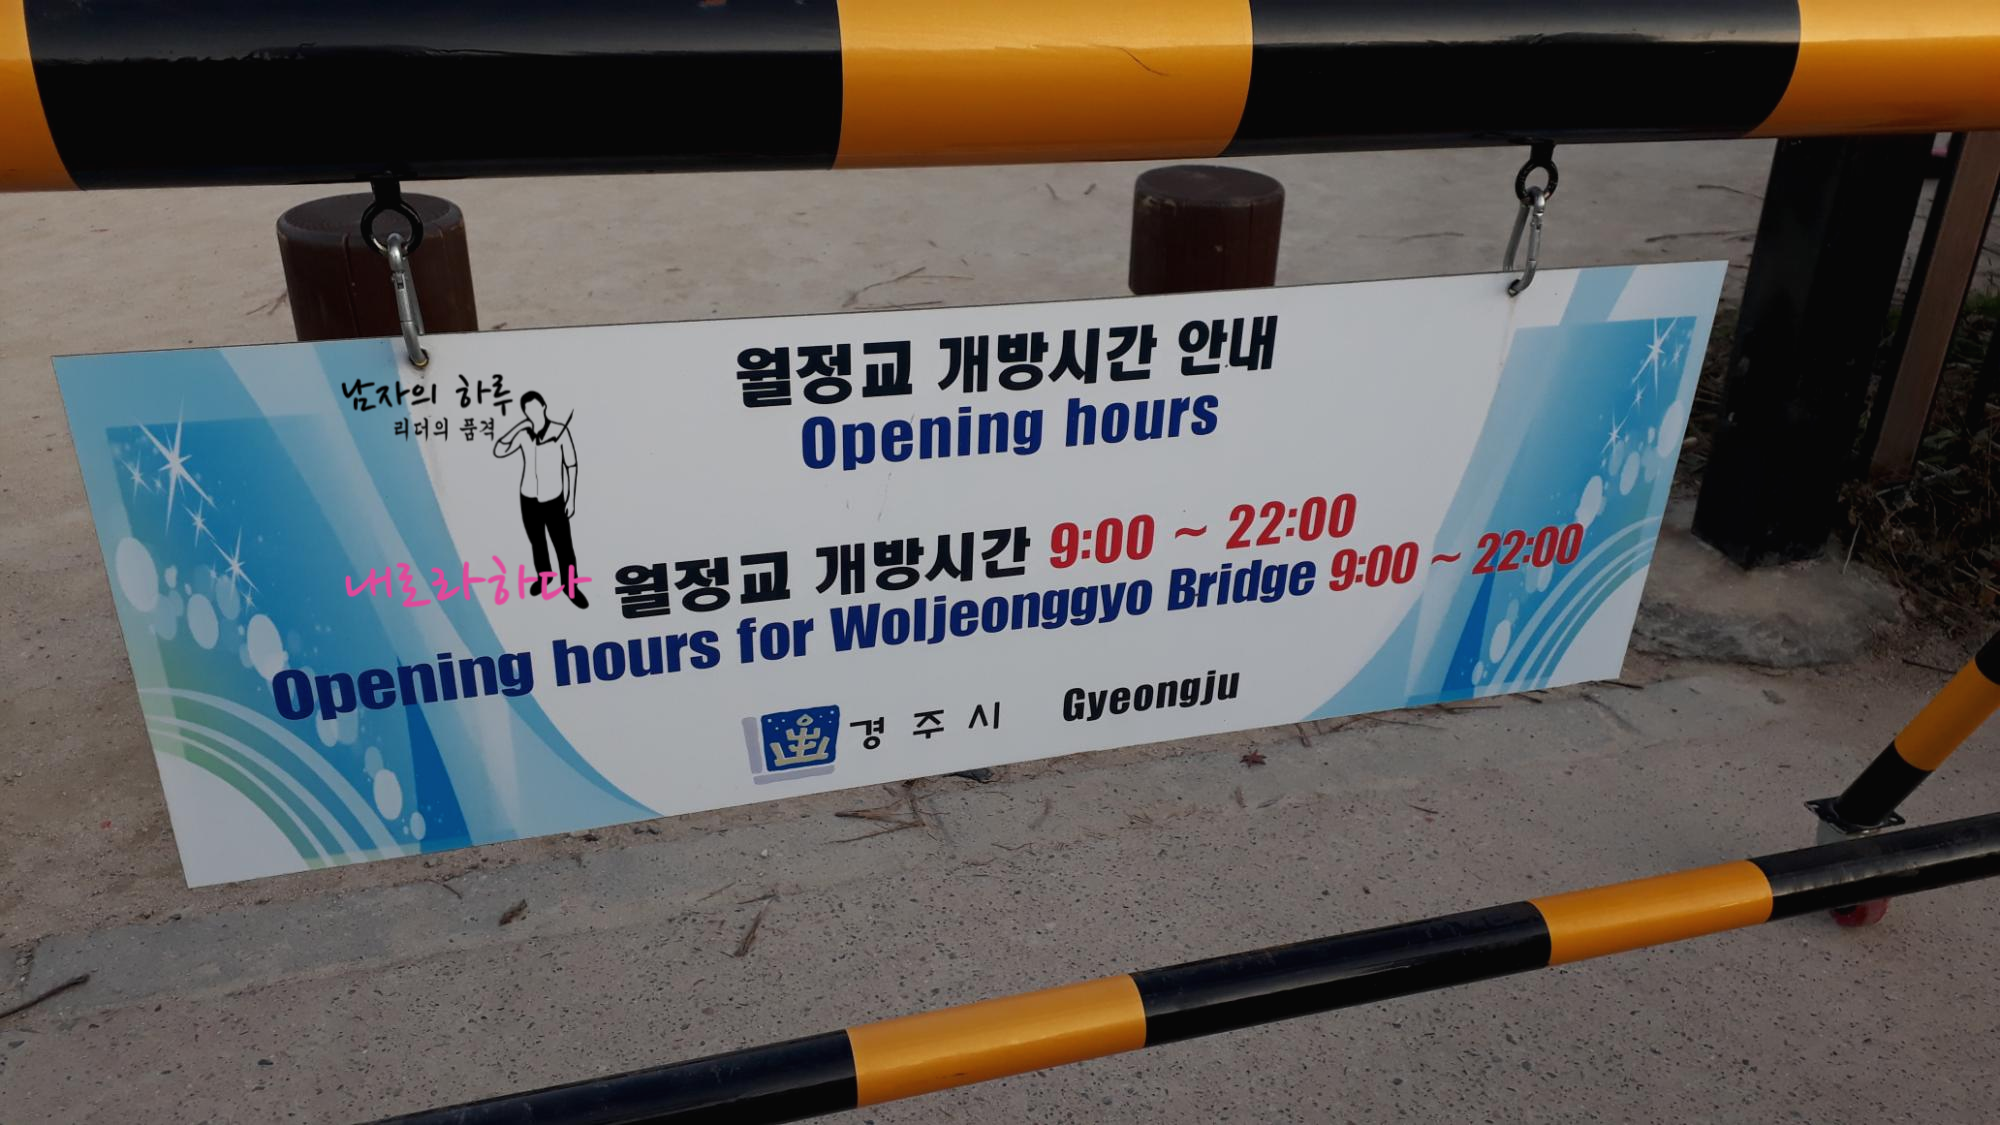 월정교 개방시간 안내
Opening hours
남자의 하루
리더의 품격
내로라하다
월정교 개방시간 9:00 ~ 22:00
Opening hours for Woljeonggyo Bridge 9:00 ~ 22:00
경주시 Gyeongju